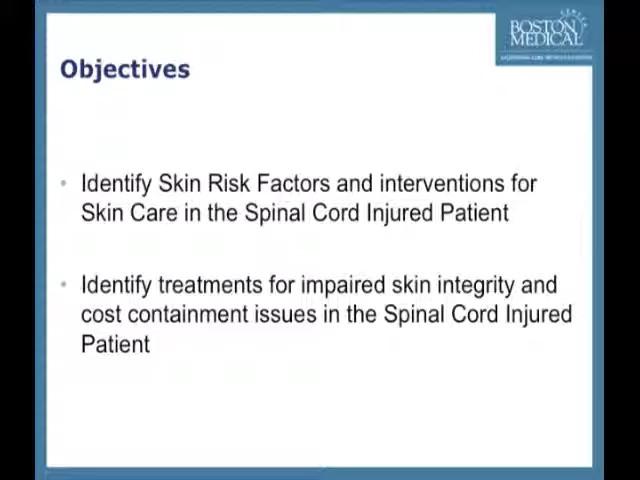 BOSTON
MEDICAL
CENTER
Objectives
• Identify Skin Risk Factors and interventions for
Skin Care in the Spinal Cord Injured Patient
• Identify treatments for impaired skin integrity and
cost containment issues in the Spinal Cord Injured
Patient